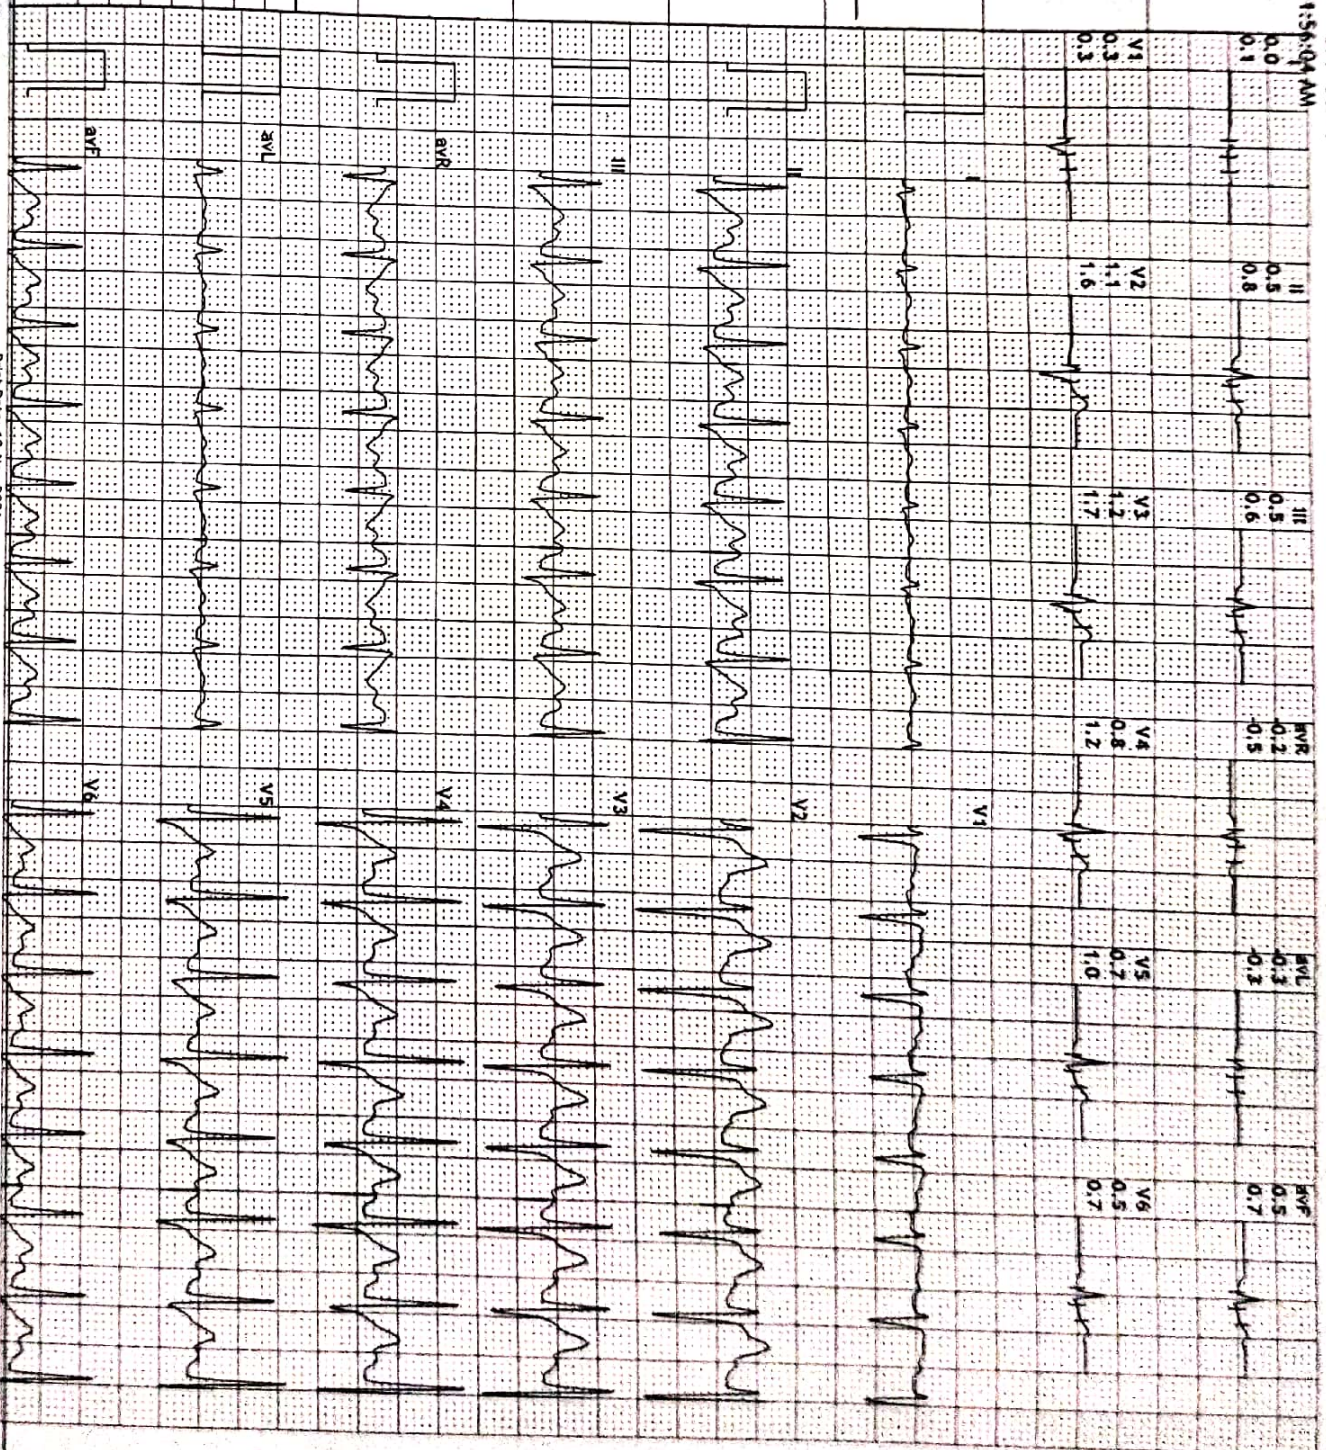 1:56:04 AM
I II III avR avL avF
0.0 0.5 0.5 -0.2 -0.3 0.5
0.1 0.8 0.6 -0.5 -0.3 0.7
V1 V2 V3 V4 V5 V6
0.3 1.1 1.2 0.8 0.7 0.5
0.3 1.6 1.7 1.2 1.0 0.7
I V1
II V2
III V3
avR V4
avL V5
avF V6